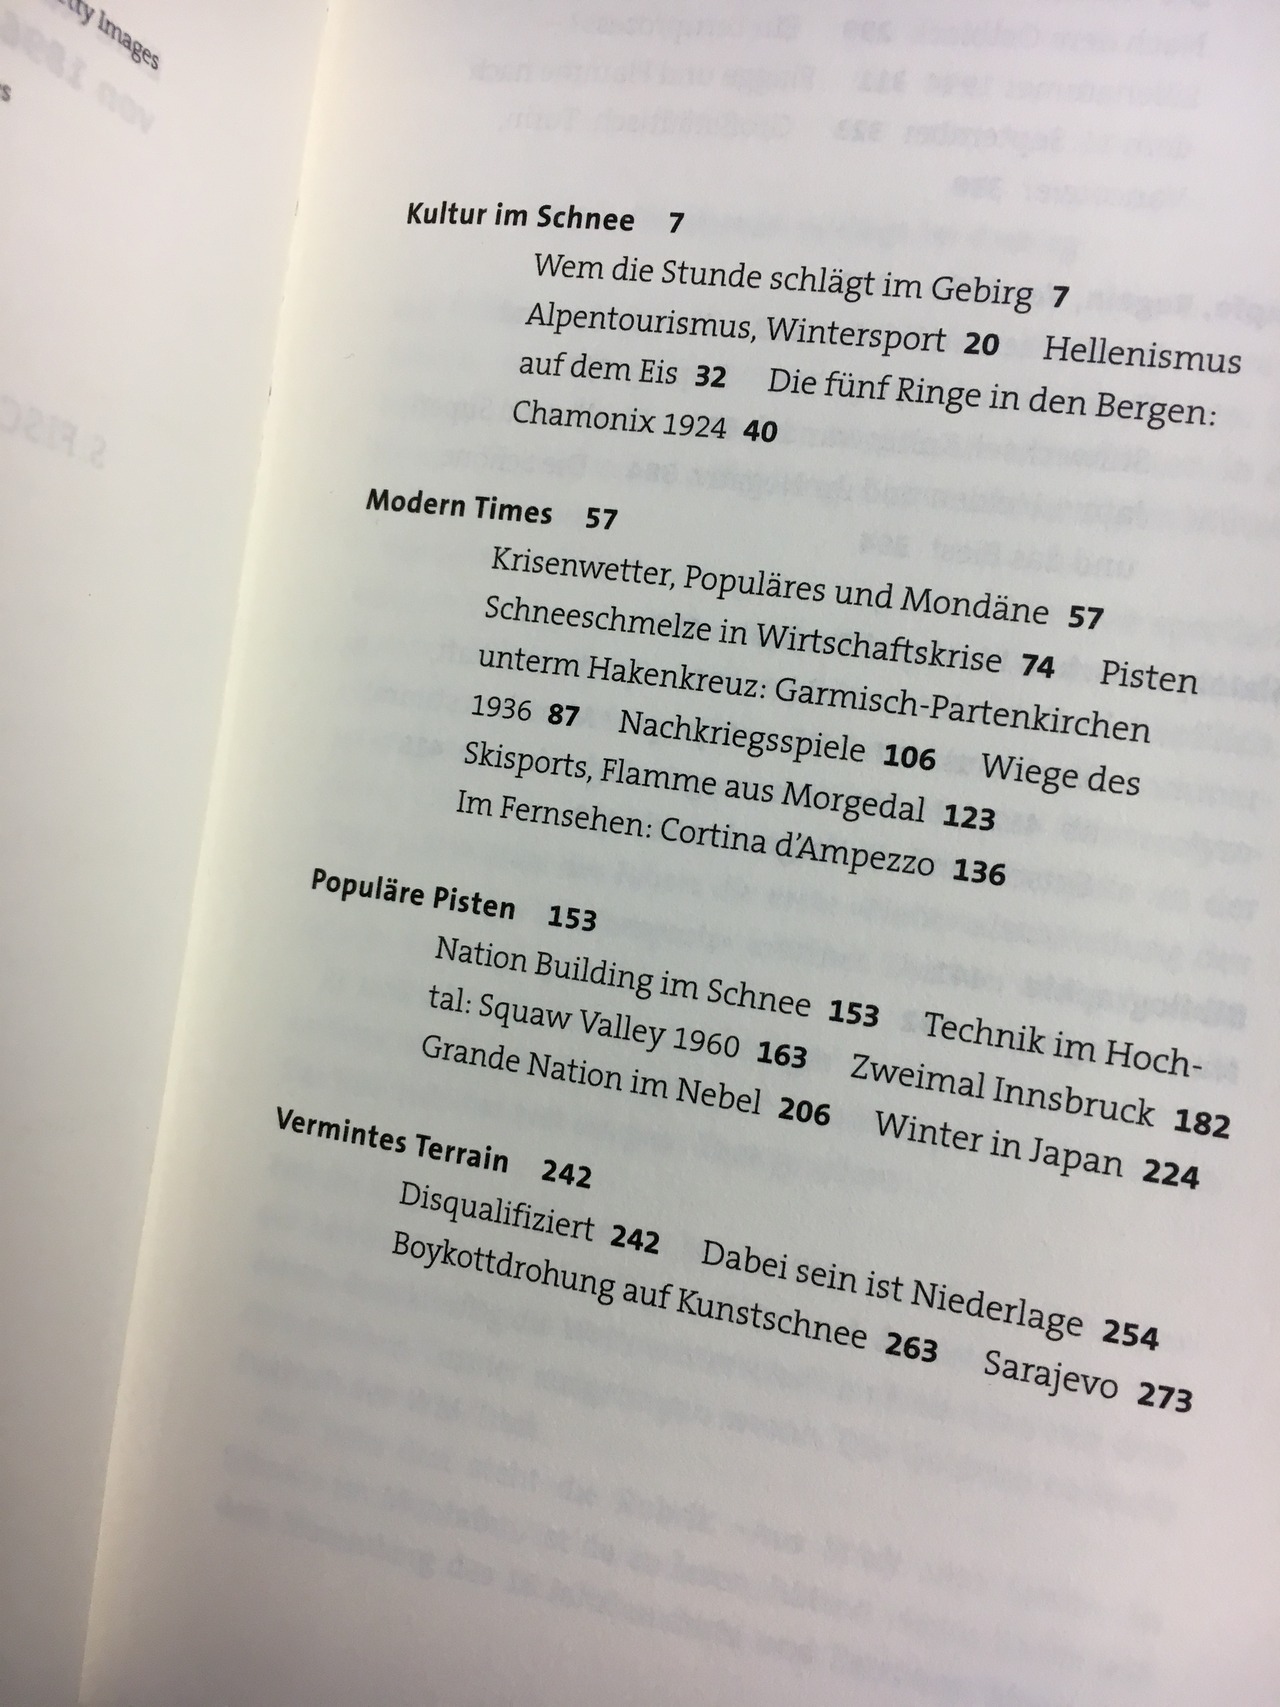 Images
Kultur im Schnee 7
Wem die Stunde schlägt im Gebirg 7
Alpentourismus, Wintersport 20 Hellenismus
auf dem Eis 32 Die fünf Ringe in den Bergen:
Chamonix 1924 40
Modern Times 57
Krisenwetter, Populäres und Mondäne 57
Schneeschmelze in Wirtschaftskrise 74 Pisten
unterm Hakenkreuz: Garmisch-Partenkirchen
1936 87 Nachkriegsspiele 106 Wiege des
Skisports, Flamme aus Morgedal 123
Im Fernsehen: Cortina d’Ampezzo 136
Populäre Pisten 153
Nation Building im Schnee 153 Technik im Hoch-
tal: Squaw Valley 1960 163 Zweimal Innsbruck 182
Grande Nation im Nebel 206 Winter in Japan 224
Vermintes Terrain 242
Disqualifiziert 242 Dabei sein ist Niederlage 254
Boykottdrohung auf Kunstschnee 263 Sarajevo 273